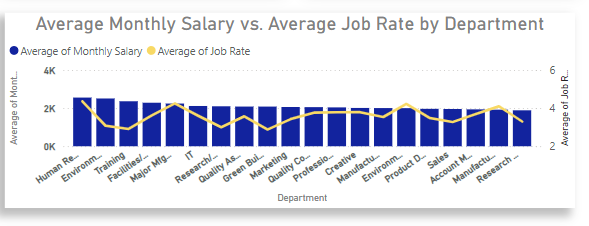 Average Monthly Salary vs. Average Job Rate by Department
Average of Monthly Salary Average of Job Rate
Average of Mont...
4K
2K
0K
6
4
2
Average of Job R...
Human Re...
Environm...
Training
Facilities/...
Major Mfg...
IT
Research/...
Quality As...
Green Bui...
Marketing
Quality Co...
Professio...
Creative
Manufactu...
Environm...
Product D...
Sales
Account M...
Manufactu...
Research ...
Department